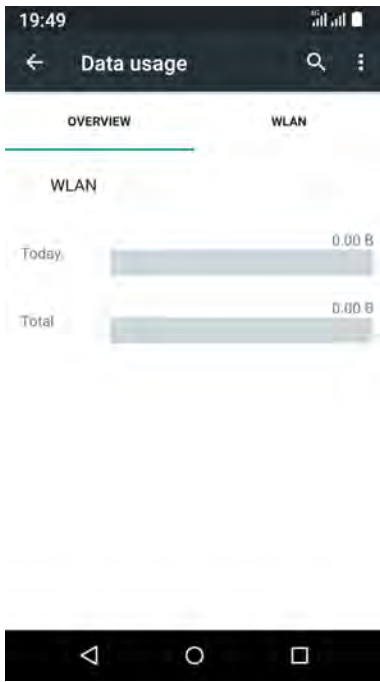 19:49
Data usage
OVERVIEW WLAN
WLAN
0.00 B
Today
0.00 B
Total